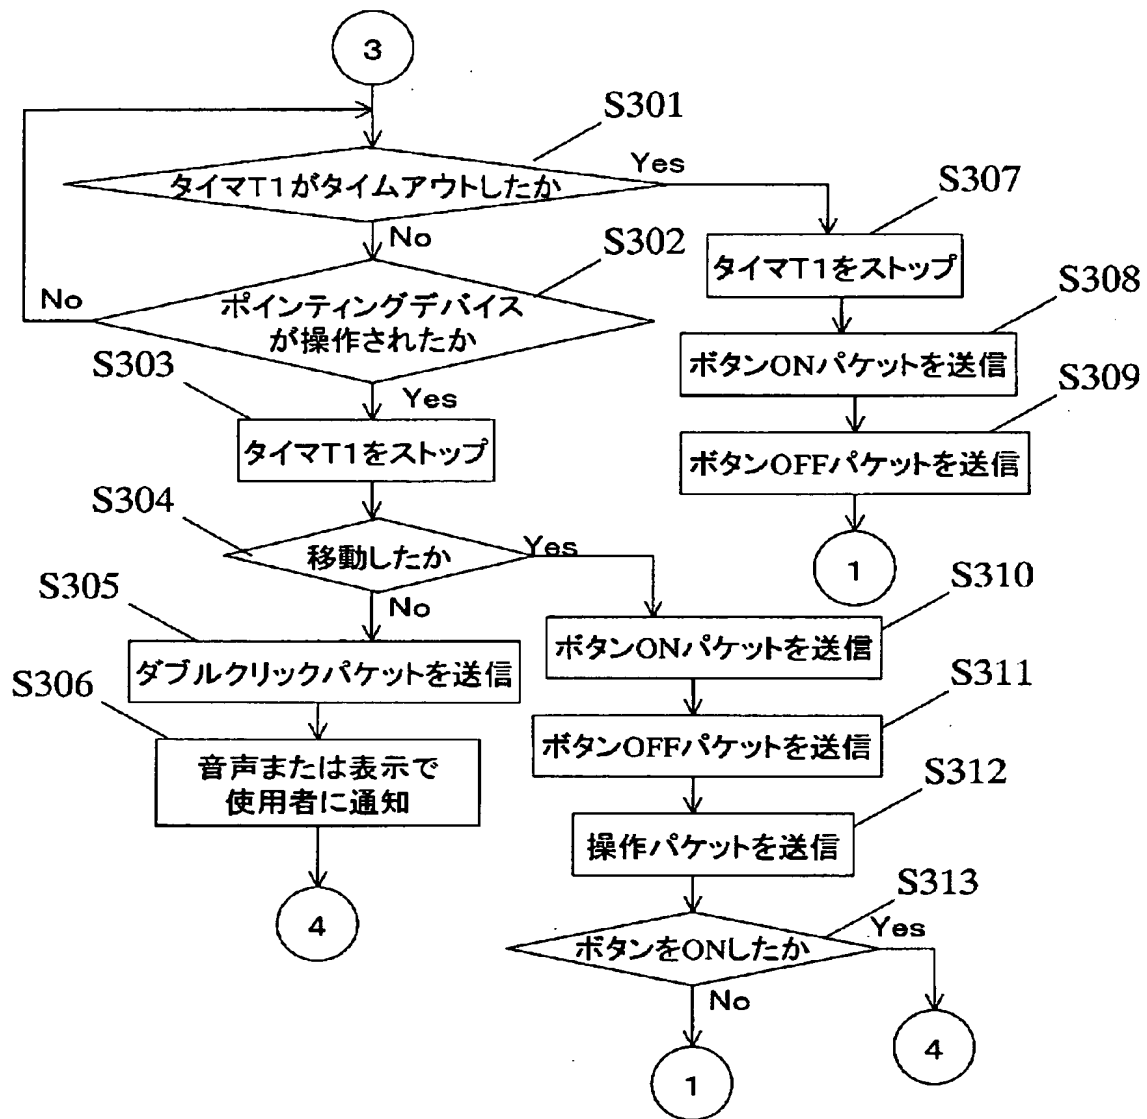 3
S301
タイマT1がタイムアウトしたか
Yes
No
S307
タイマT1をストップ
S302
ポインティングデバイス
が操作されたか
No
Yes
S308
ボタンONパケットを送信
S303
タイマT1をストップ
S309
ボタンOFFパケットを送信
1
S304
移動したか
Yes
No
S305
ダブルクリックパケットを送信
S310
ボタンONパケットを送信
S306
音声または表示で
使用者に通知
4
S311
ボタンOFFパケットを送信
S312
操作パケットを送信
S313
ボタンをONしたか
Yes
No
4
1